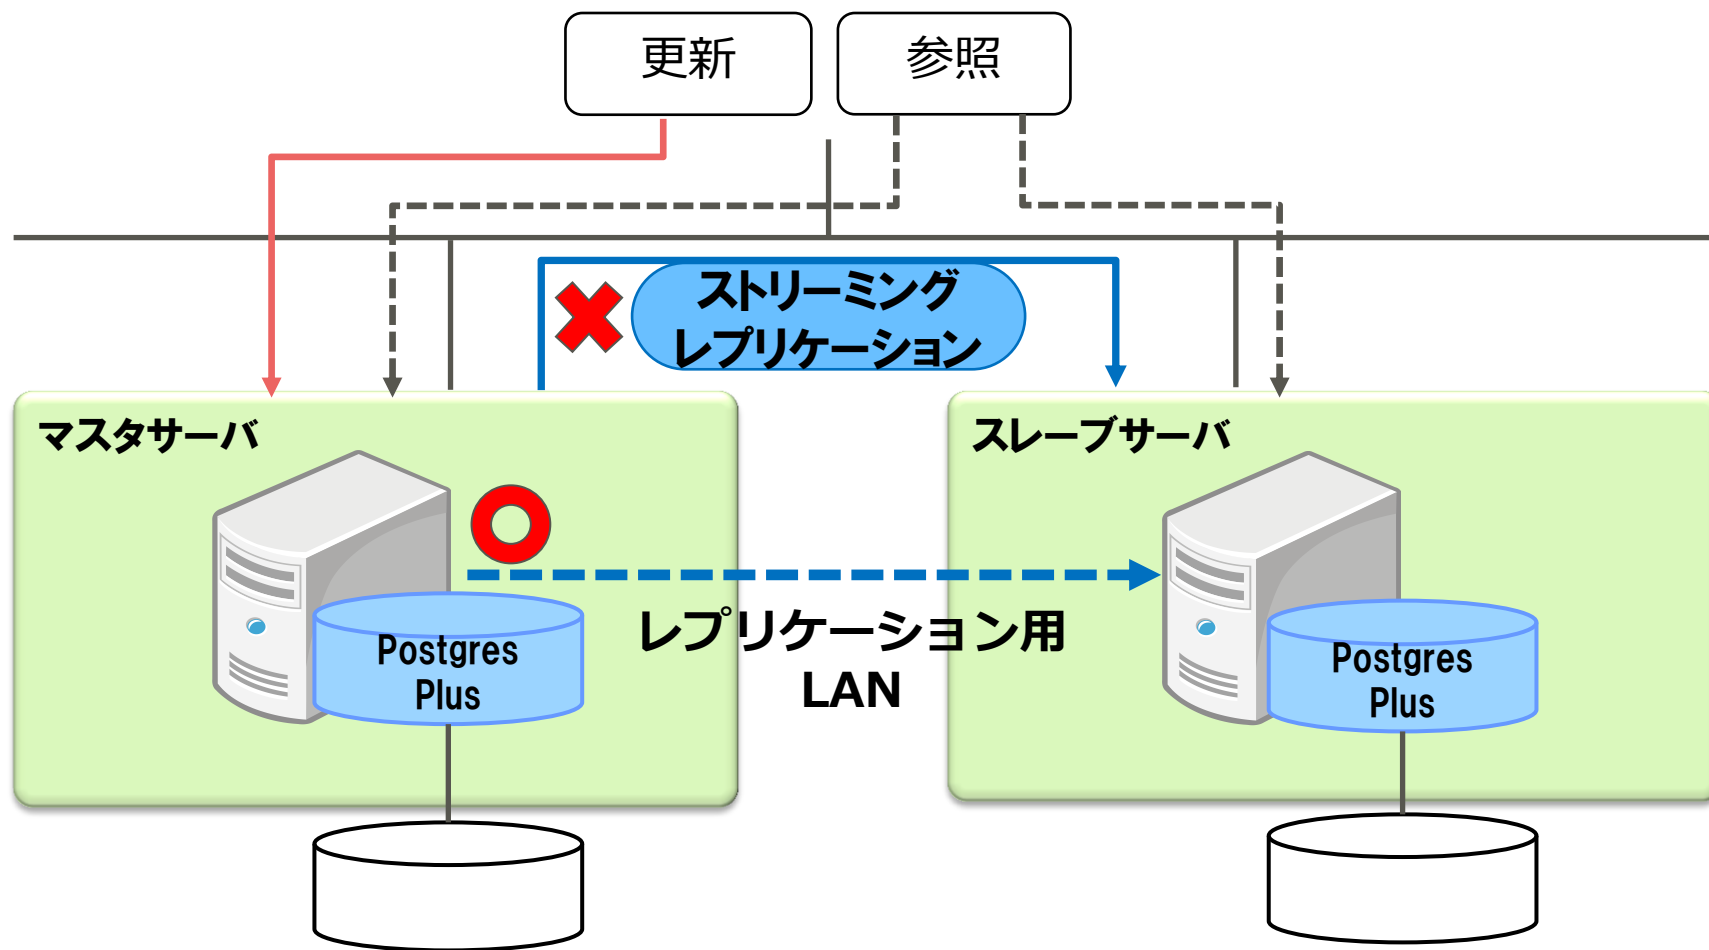 更新
参照
ストリーミング
レプリケーション
マスタサーバ
スレーブサーバ
レプリケーション用
LAN
Postgres
Plus
Postgres
Plus